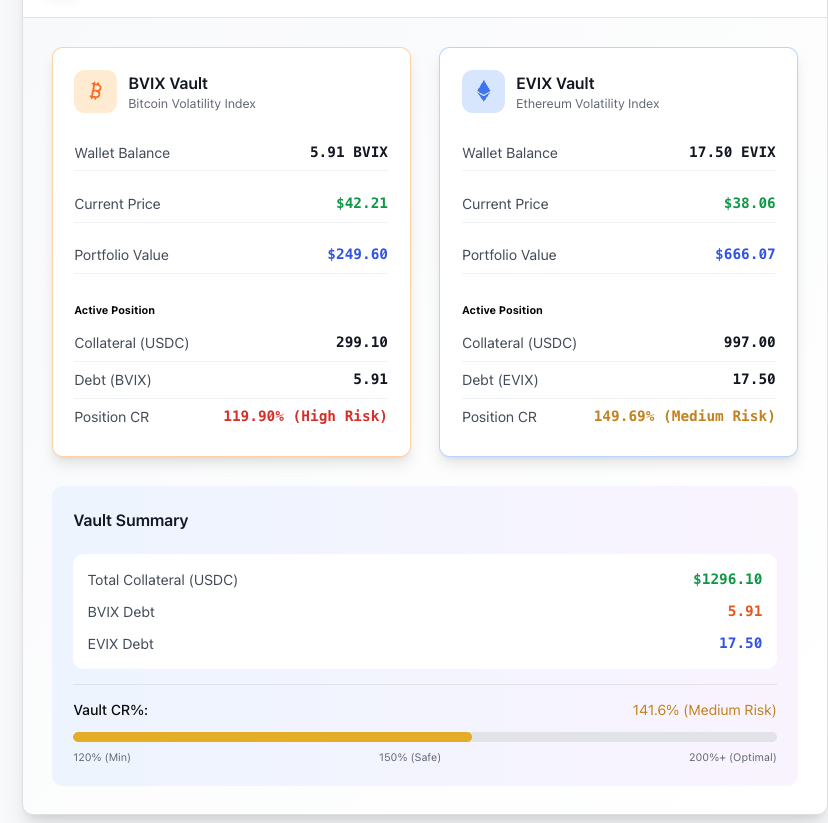 BVIX Vault
Bitcoin Volatility Index
Wallet Balance 5.91 BVIX
Current Price $42.21
Portfolio Value $249.60
Active Position
Collateral (USDC) 299.10
Debt (BVIX) 5.91
Position CR 119.90% (High Risk)
EVIX Vault
Ethereum Volatility Index
Wallet Balance 17.50 EVIX
Current Price $38.06
Portfolio Value $666.07
Active Position
Collateral (USDC) 997.00
Debt (EVIX) 17.50
Position CR 149.69% (Medium Risk)
Vault Summary
Total Collateral (USDC) $1296.10
BVIX Debt 5.91
EVIX Debt 17.50
Vault CR%: 141.6% (Medium Risk)
120% (Min) 150% (Safe) 200%+ (Optimal)